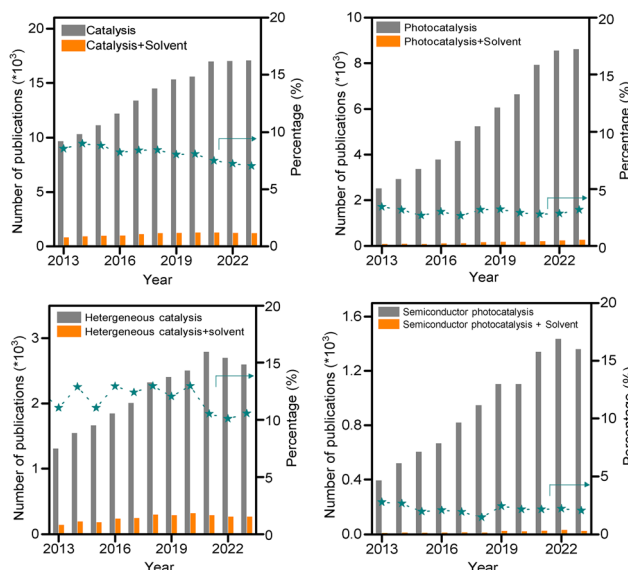 Number of publications (*10³)
20
15
10
5
0
Catalysis
Catalysis+Solvent
20
15
10
5
0
Percentage (%)
2013 2016 2019 2022
Year
Number of publications (*10³)
10
8
6
4
2
0
Photocatalysis
Photocatalysis+Solvent
20
15
10
5
0
Percentage (%)
2013 2016 2019 2022
Year
Number of publications (*10³)
3
2
1
0
Hetergeneous catalysis
Hetergeneous catalysis+solvent
20
15
10
5
0
Percentage (%)
2013 2016 2019 2022
Year
Number of publications (*10³)
1.6
1.2
0.8
0.4
0.0
Semiconductor photocatalysis
Semiconductor photocatalysis + Solvent
20
15
10
5
0
Percentage (%)
2013 2016 2019 2022
Year